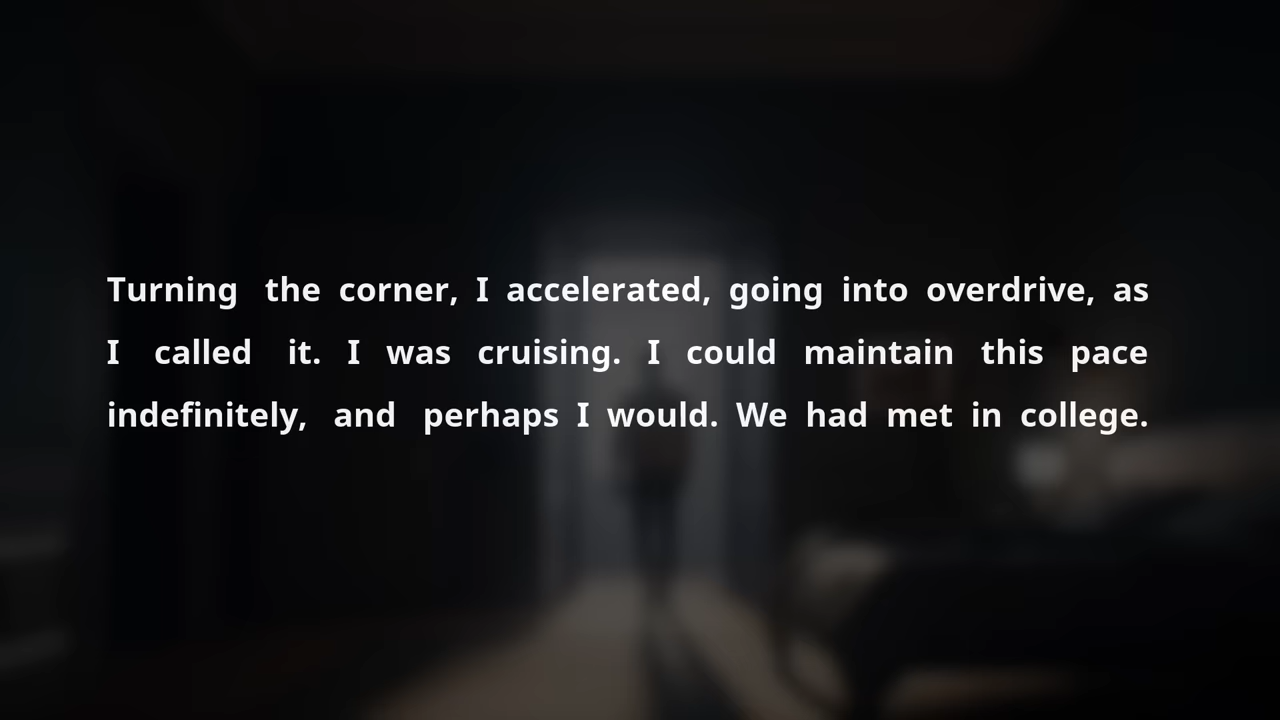 Turning the corner, I accelerated, going into overdrive, as
I called it. I was cruising. I could maintain this pace
indefinitely, and perhaps I would. We had met in college.